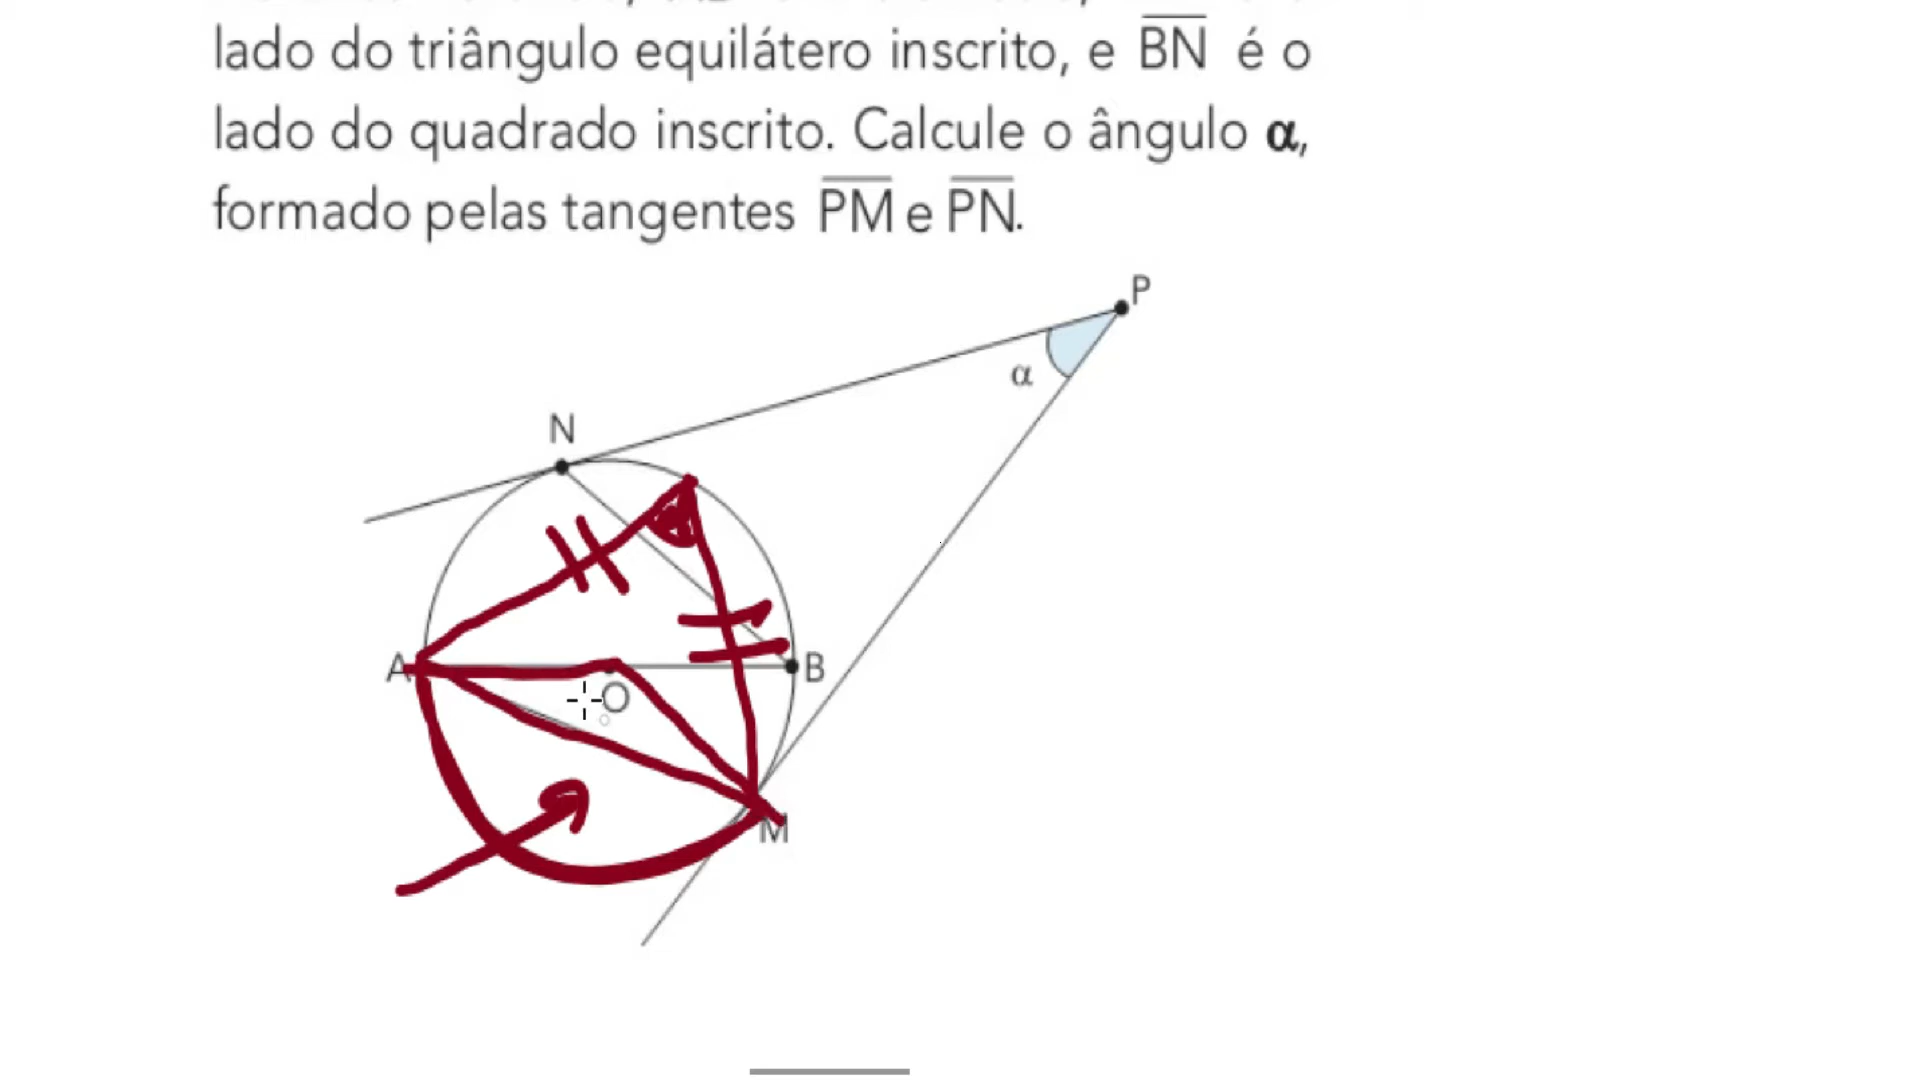 lado do triângulo equilátero inscrito, e BN é o
lado do quadrado inscrito. Calcule o ângulo α,
formado pelas tangentes PM e PN.
P
α
N
A
B
O
M